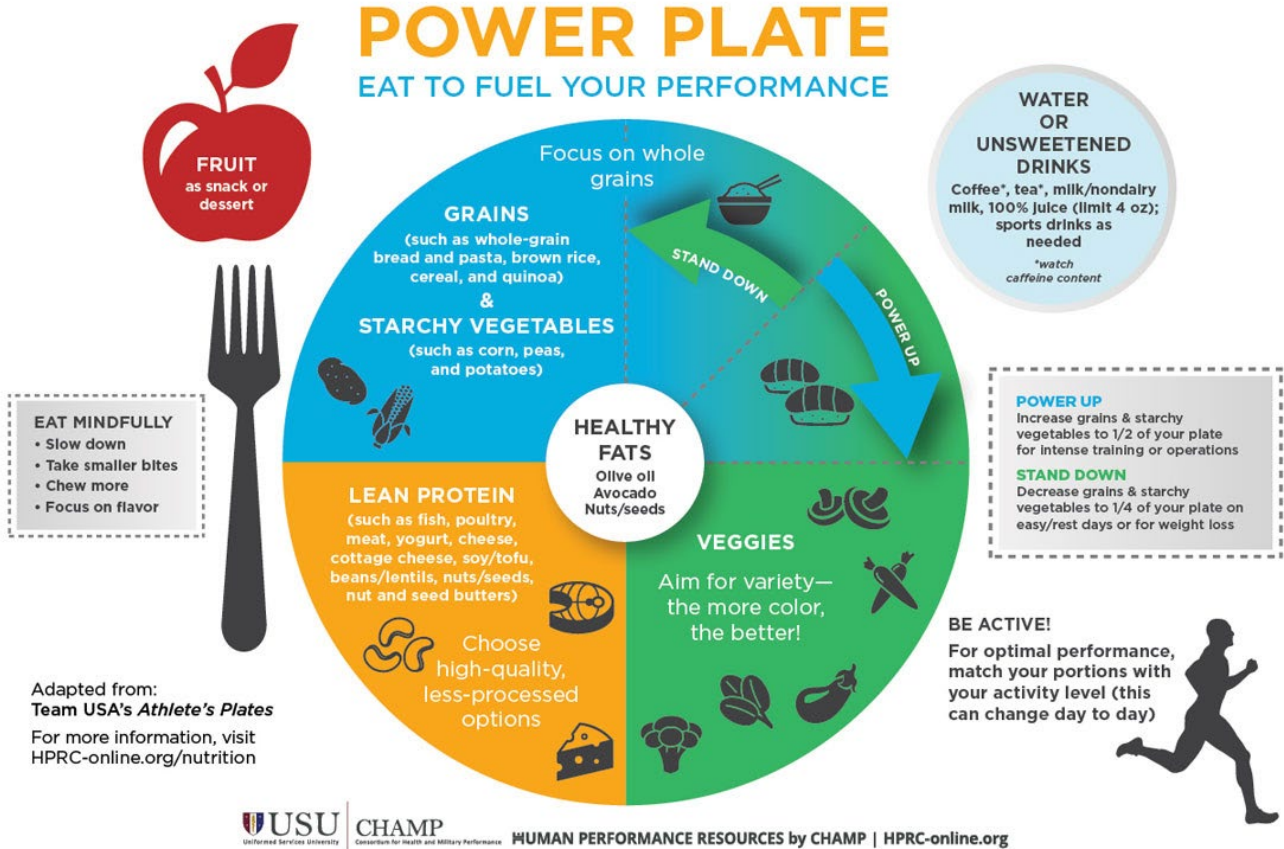 POWER PLATE
EAT TO FUEL YOUR PERFORMANCE
FRUIT
as snack or
dessert
WATER
OR
UNSWEETENED
DRINKS
Coffee*, tea*, milk/nondairy
milk, 100% juice (limit 4 oz);
sports drinks as
needed
*watch
caffeine content
Focus on whole
grains
GRAINS
(such as whole-grain
bread and pasta, brown rice,
cereal, and quinoa)
&
STARCHY VEGETABLES
(such as corn, peas,
and potatoes)
STAND DOWN
POWER UP
HEALTHY
FATS
Olive oil
Avocado
Nuts/seeds
EAT MINDFULLY
• Slow down
• Take smaller bites
• Chew more
• Focus on flavor
POWER UP
Increase grains & starchy
vegetables to 1/2 of your plate
for intense training or operations
STAND DOWN
Decrease grains & starchy
vegetables to 1/4 of your plate on
easy/rest days or for weight loss
LEAN PROTEIN
(such as fish, poultry,
meat, yogurt, cheese,
cottage cheese, soy/tofu,
beans/lentils, nuts/seeds,
nut and seed butters)
Choose
high-quality,
less-processed
options
VEGGIES
Aim for variety—
the more color,
the better!
BE ACTIVE!
For optimal performance,
match your portions with
your activity level (this
can change day to day)
Adapted from:
Team USA's Athlete's Plates
For more information, visit
HPRC-online.org/nutrition
USU
Uniformed Services University
CHAMP
Consortium for Health and Military Performance
HUMAN PERFORMANCE RESOURCES by CHAMP | HPRC-online.org